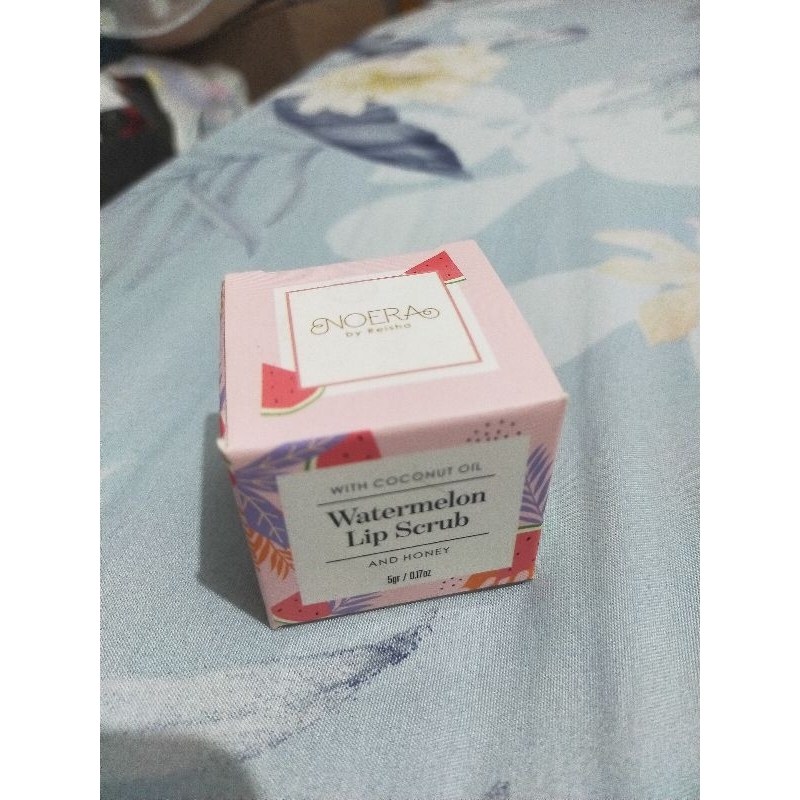 NOERA
by Reisha
WITH COCONUT OIL
Watermelon
Lip Scrub
AND HONEY
5gr / 0.17oz